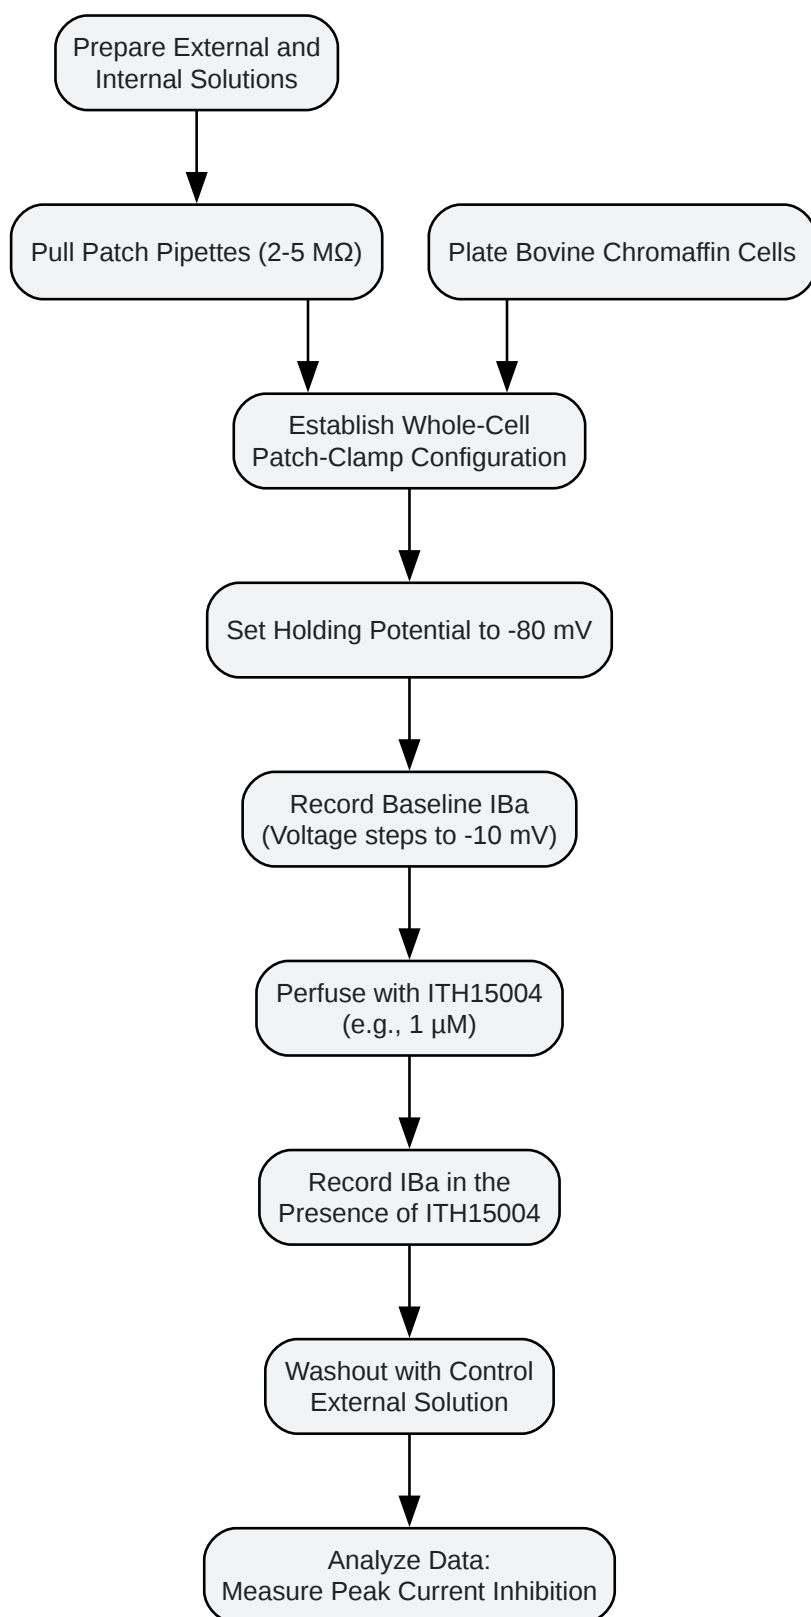 Prepare External and
Internal Solutions
Pull Patch Pipettes (2-5 MΩ)
Plate Bovine Chromaffin Cells
Establish Whole-Cell
Patch-Clamp Configuration
Set Holding Potential to -80 mV
Record Baseline IBa
(Voltage steps to -10 mV)
Perfuse with ITH15004
(e.g., 1 µM)
Record IBa in the
Presence of ITH15004
Washout with Control
External Solution
Analyze Data:
Measure Peak Current Inhibition